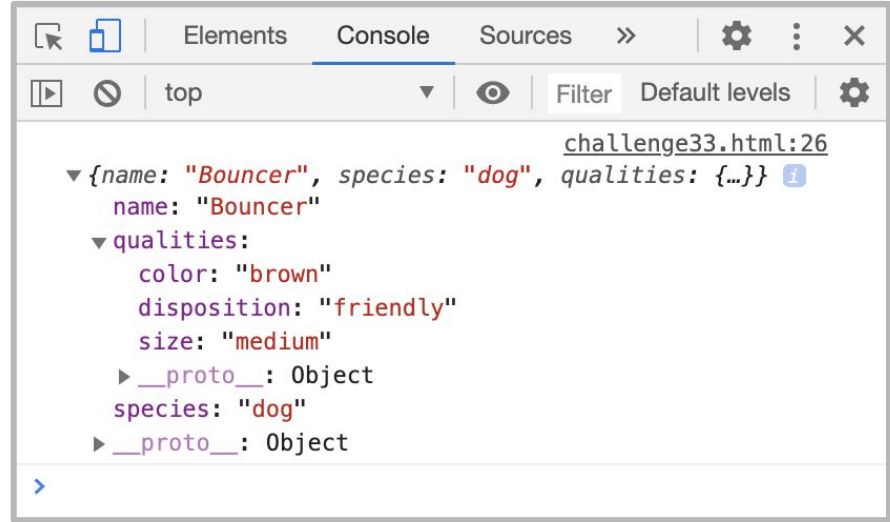 Elements Console Sources »
top ▼ Filter Default levels
challenge33.html:26
▼{name: "Bouncer", species: "dog", qualities: {…}} i
name: "Bouncer"
▼qualities:
color: "brown"
disposition: "friendly"
size: "medium"
▶__proto__: Object
species: "dog"
▶__proto__: Object
>